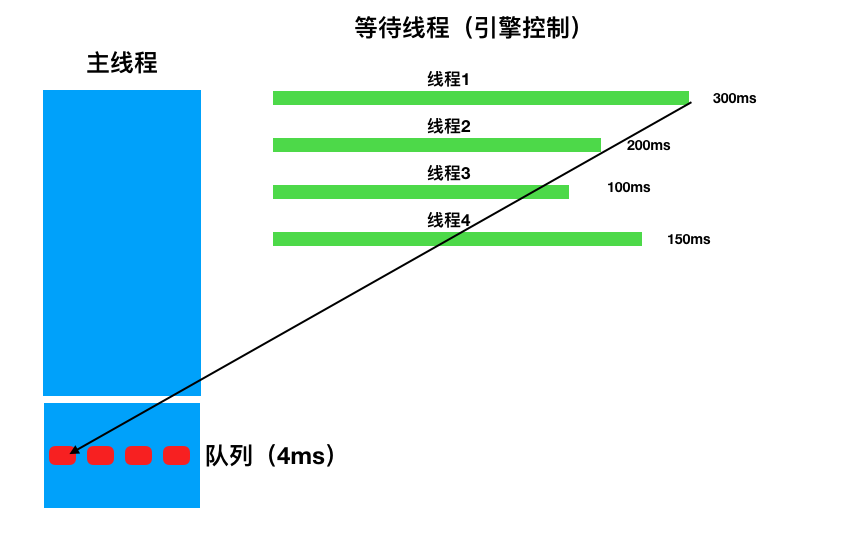 等待线程（引擎控制）
主线程
线程1
300ms
线程2
200ms
线程3
100ms
线程4
150ms
队列（4ms）